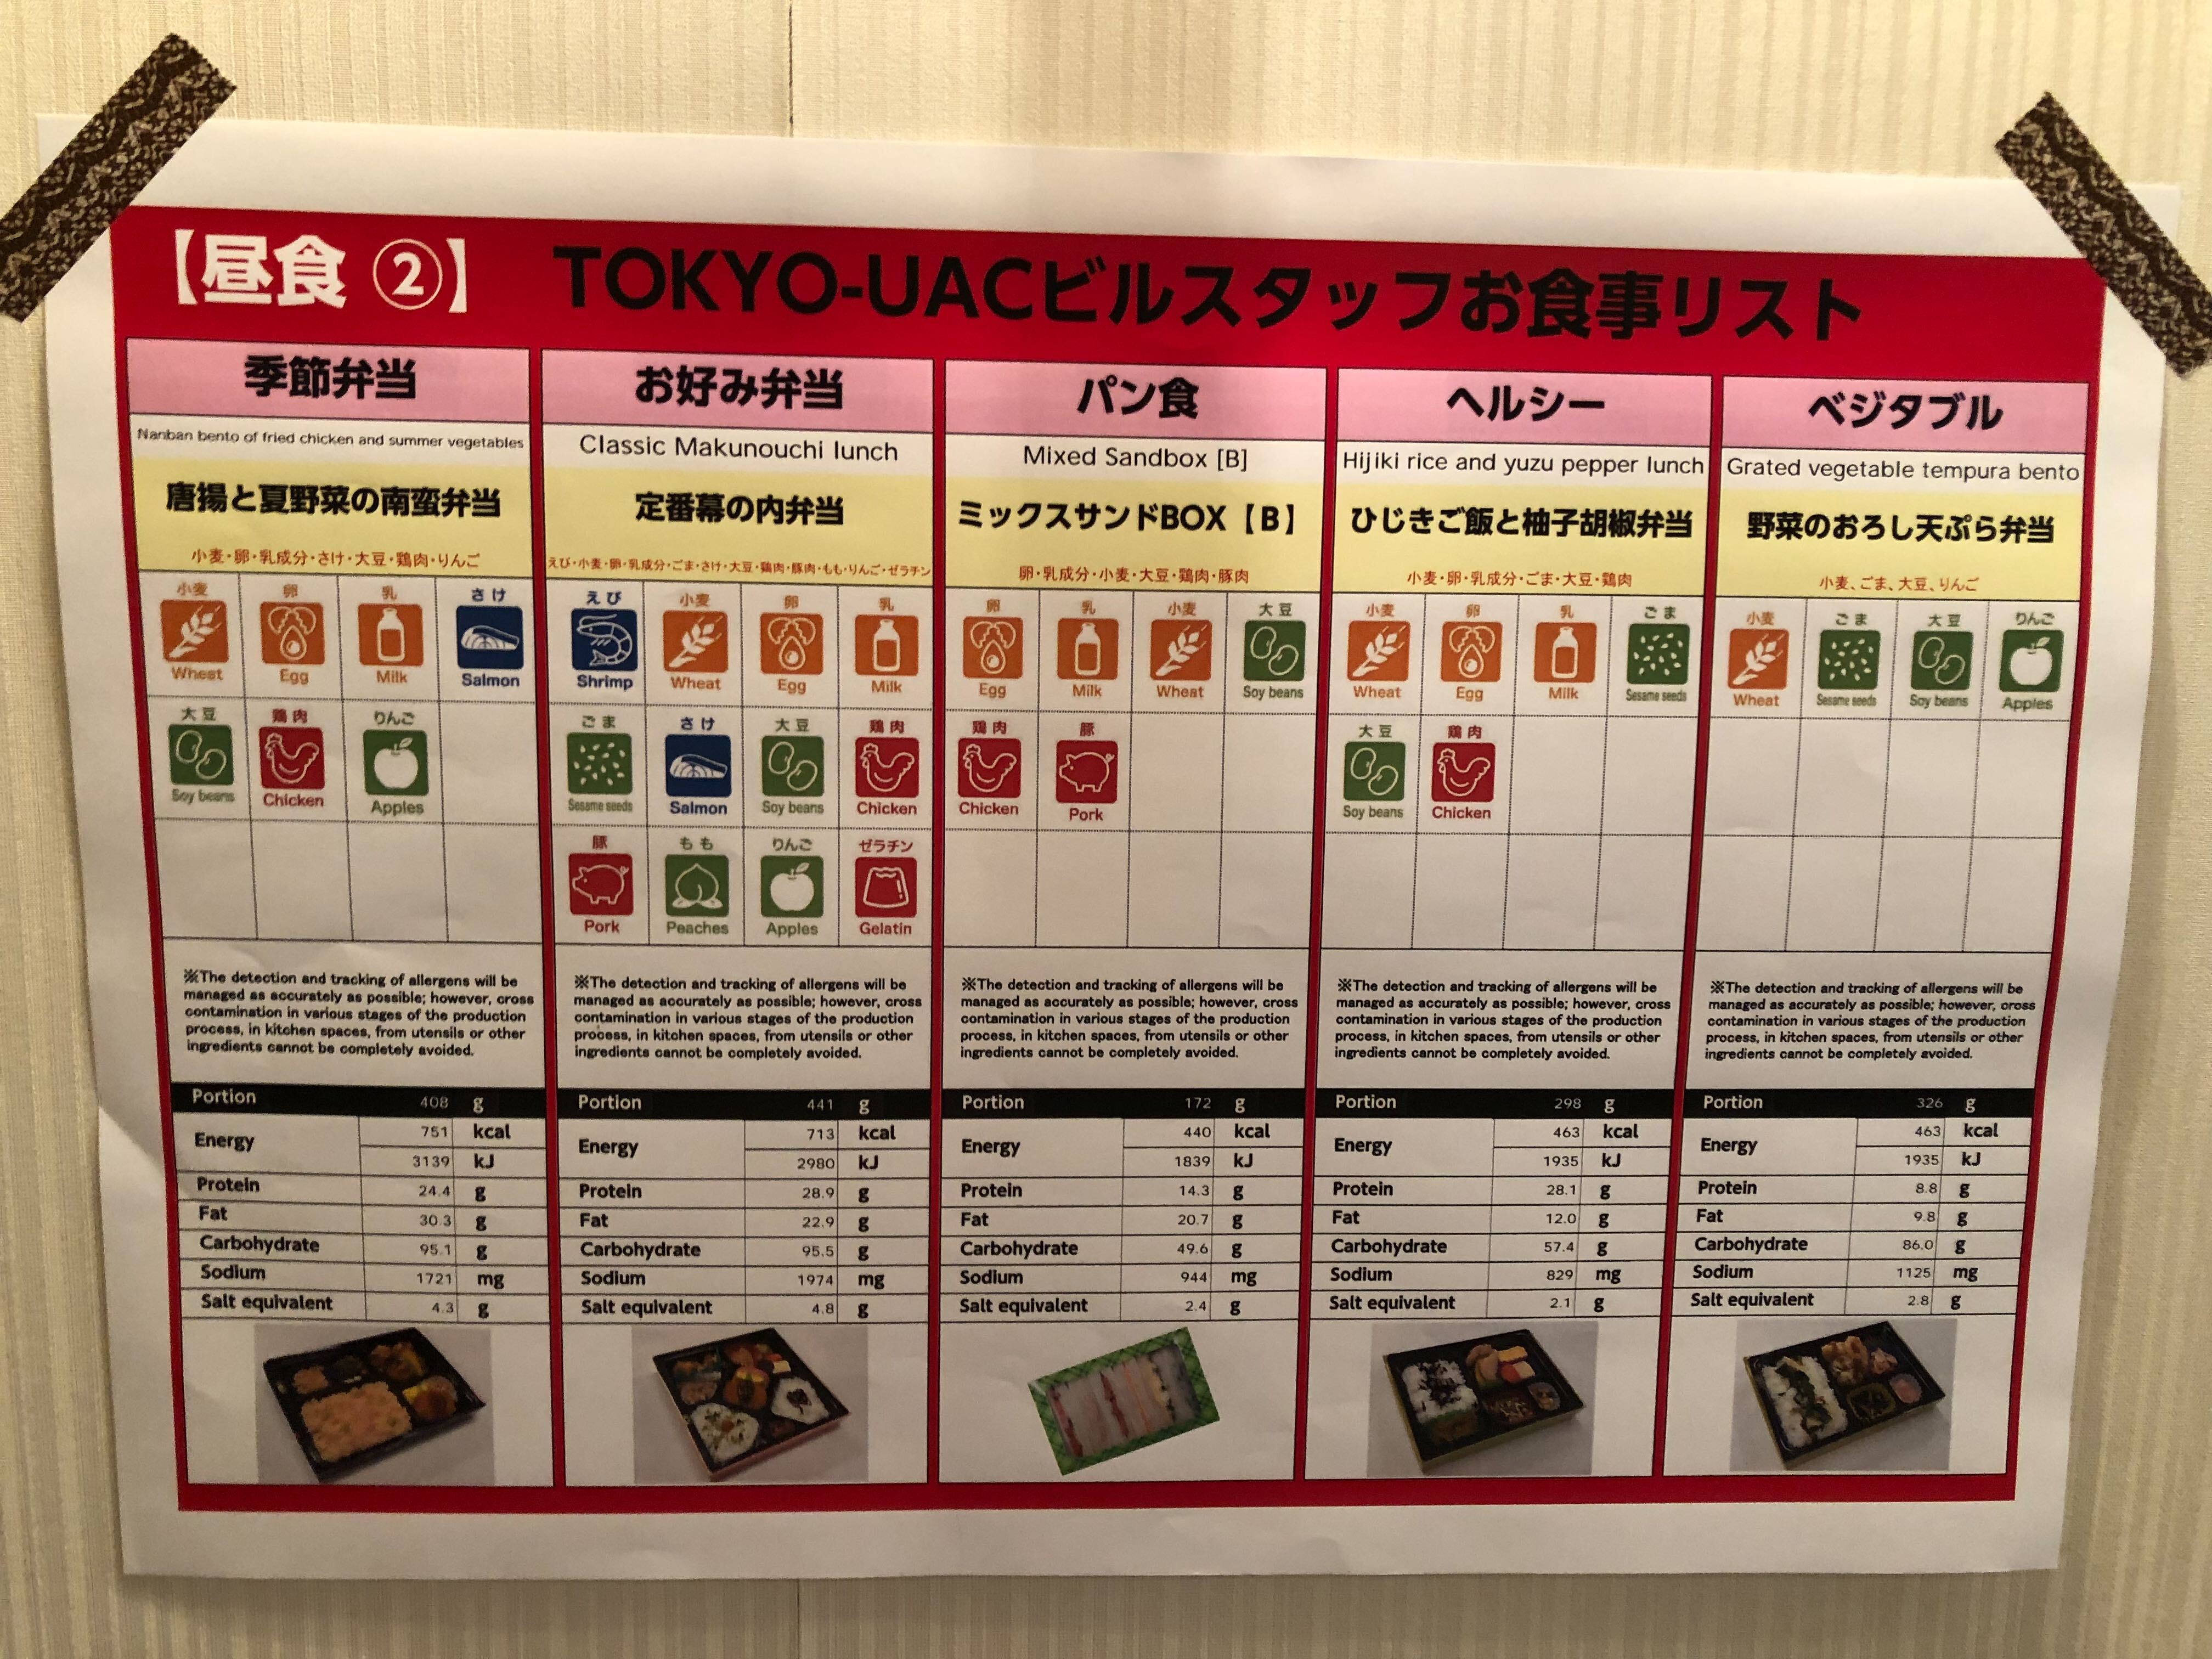 【昼食 ②】 TOKYO-UACビルスタッフお食事リスト
季節弁当
Nanban bento of fried chicken and summer vegetables
唐揚と夏野菜の南蛮弁当
小麦・卵・乳成分・さけ・大豆・鶏肉・りんご
小麦 卵 乳 さけ
Wheat Egg Milk Salmon
大豆 鶏肉 りんご
Soy beans Chicken Apples
※The detection and tracking of allergens will be
managed as accurately as possible; however, cross
contamination in various stages of the production
process, in kitchen spaces, from utensils or other
ingredients cannot be completely avoided.
Portion 408 g
Energy 751 kcal
3139 kJ
Protein 24.4 g
Fat 30.3 g
Carbohydrate 95.1 g
Sodium 1721 mg
Salt equivalent 4.3 g
お好み弁当
Classic Makunouchi lunch
定番幕の内弁当
えび・小麦・卵・乳成分・ごま・さけ・大豆・鶏肉・豚肉・もも・りんご・ゼラチン
えび 小麦 卵 乳
Shrimp Wheat Egg Milk
ごま さけ 大豆 鶏肉
Sesame seeds Salmon Soy beans Chicken
豚 もも りんご ゼラチン
Pork Peaches Apples Gelatin
※The detection and tracking of allergens will be
managed as accurately as possible; however, cross
contamination in various stages of the production
process, in kitchen spaces, from utensils or other
ingredients cannot be completely avoided.
Portion 441 g
Energy 713 kcal
2980 kJ
Protein 28.9 g
Fat 22.9 g
Carbohydrate 95.5 g
Sodium 1974 mg
Salt equivalent 4.8 g
パン食
Mixed Sandbox [B]
ミックスサンドBOX【B】
卵・乳成分・小麦・大豆・鶏肉・豚肉
卵 乳 小麦 大豆
Egg Milk Wheat Soy beans
鶏肉 豚
Chicken Pork
※The detection and tracking of allergens will be
managed as accurately as possible; however, cross
contamination in various stages of the production
process, in kitchen spaces, from utensils or other
ingredients cannot be completely avoided.
Portion 172 g
Energy 440 kcal
1839 kJ
Protein 14.3 g
Fat 20.7 g
Carbohydrate 49.6 g
Sodium 944 mg
Salt equivalent 2.4 g
ヘルシー
Hijiki rice and yuzu pepper lunch
ひじきご飯と柚子胡椒弁当
小麦・卵・乳成分・ごま・大豆・鶏肉
小麦 卵 乳 ごま
Wheat Egg Milk Sesame seeds
大豆 鶏肉
Soy beans Chicken
※The detection and tracking of allergens will be
managed as accurately as possible; however, cross
contamination in various stages of the production
process, in kitchen spaces, from utensils or other
ingredients cannot be completely avoided.
Portion 298 g
Energy 463 kcal
1935 kJ
Protein 28.1 g
Fat 12.0 g
Carbohydrate 57.4 g
Sodium 829 mg
Salt equivalent 2.1 g
ベジタブル
Grated vegetable tempura bento
野菜のおろし天ぷら弁当
小麦、ごま、大豆、りんご
小麦 ごま 大豆 りんご
Wheat Sesame seeds Soy beans Apples
※The detection and tracking of allergens will be
managed as accurately as possible; however, cross
contamination in various stages of the production
process, in kitchen spaces, from utensils or other
ingredients cannot be completely avoided.
Portion 326 g
Energy 463 kcal
1935 kJ
Protein 8.8 g
Fat 9.8 g
Carbohydrate 86.0 g
Sodium 1125 mg
Salt equivalent 2.8 g